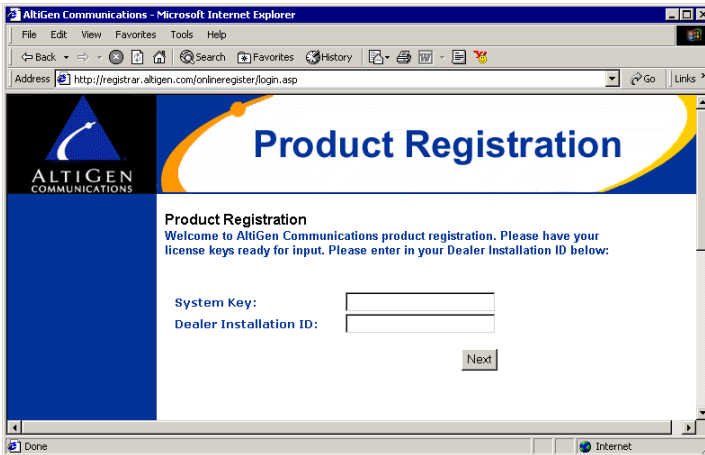 AltiGen Communications - Microsoft Internet Explorer
File Edit View Favorites Tools Help
Back Search Favorites History
Address http://registrar.altigen.com/onlineregister/login.asp Go Links
ALTIGEN
COMMUNICATIONS
Product Registration
Product Registration
Welcome to AltiGen Communications product registration. Please have your
license keys ready for input. Please enter in your Dealer Installation ID below:
System Key:
Dealer Installation ID:
Next
Done Internet